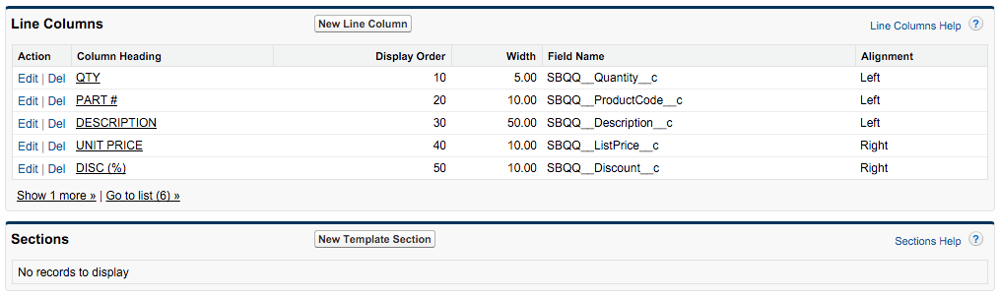 Line Columns New Line Column Line Columns Help ?
Action Column Heading Display Order Width Field Name Alignment
Edit | Del QTY 10 5.00 SBQQ__Quantity__c Left
Edit | Del PART # 20 10.00 SBQQ__ProductCode__c Left
Edit | Del DESCRIPTION 30 50.00 SBQQ__Description__c Left
Edit | Del UNIT PRICE 40 10.00 SBQQ__ListPrice__c Right
Edit | Del DISC (%) 50 10.00 SBQQ__Discount__c Right
Show 1 more » | Go to list (6) »
Sections New Template Section Sections Help ?
No records to display